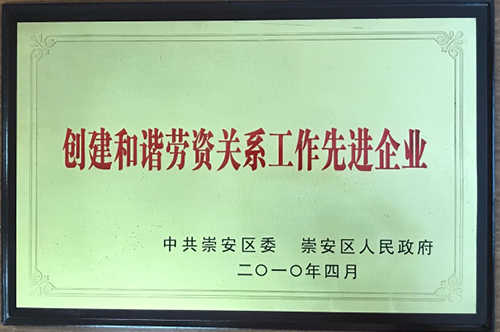 创建和谐劳资关系工作先进企业
中共崇安区委 崇安区人民政府
二〇一〇年四月